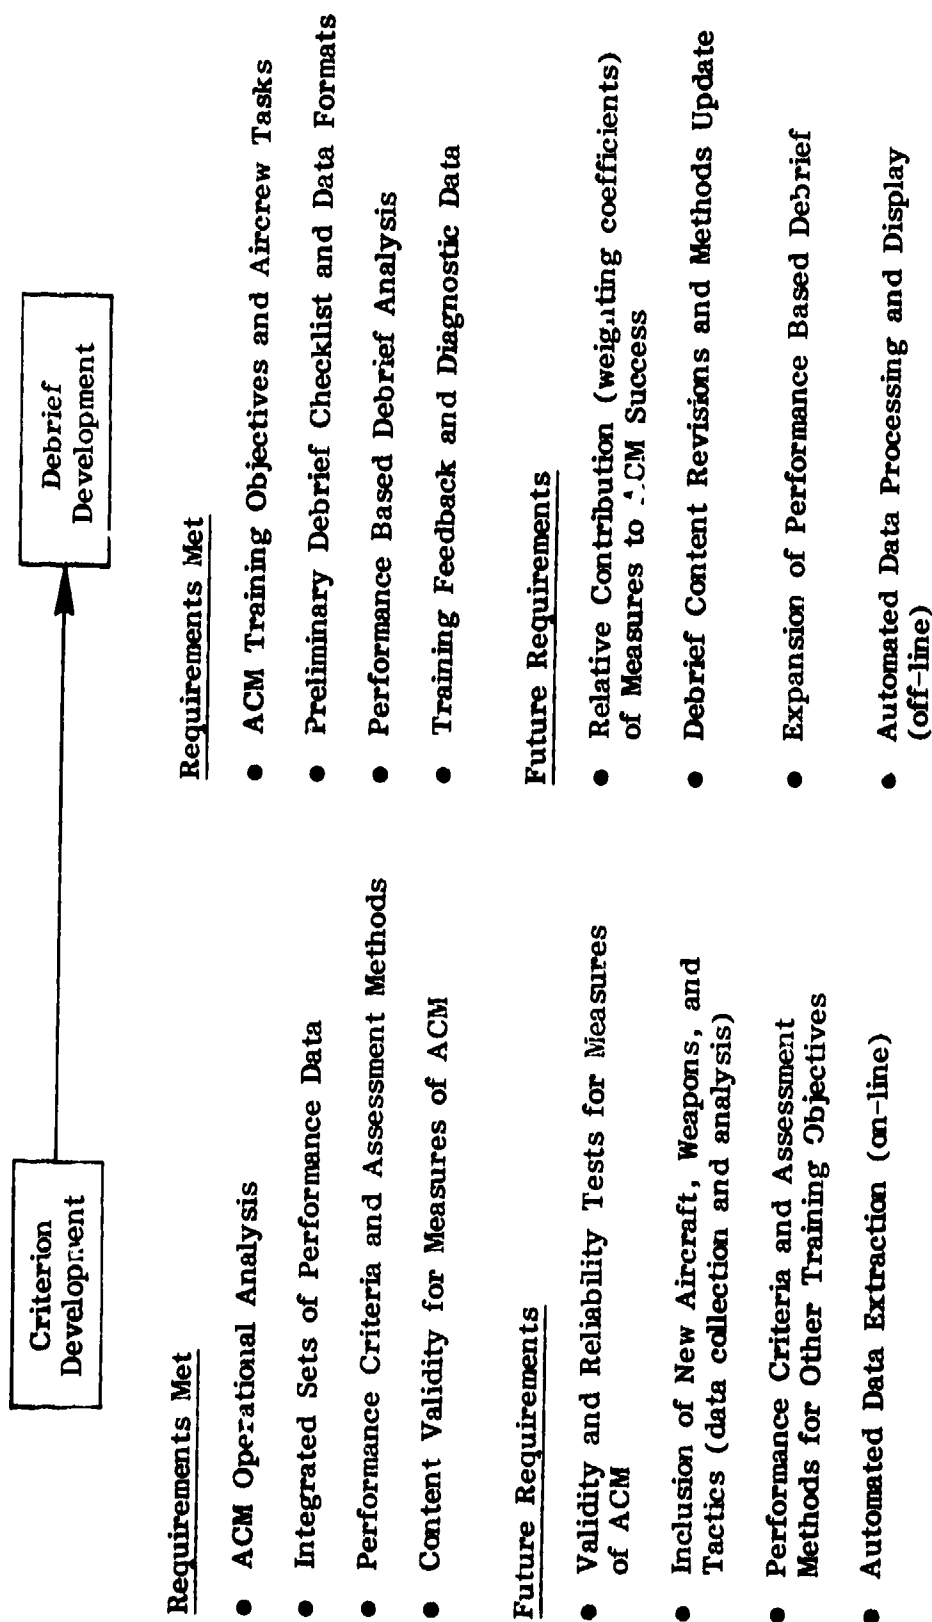 Criterion
Development
Debrief
Development
Requirements Met
● ACM Operational Analysis
● Integrated Sets of Performance Data
● Performance Criteria and Assessment Methods
● Content Validity for Measures of ACM
Future Requirements
● Validity and Reliability Tests for Measures
of ACM
● Inclusion of New Aircraft, Weapons, and
Tactics (data collection and analysis)
● Performance Criteria and Assessment
Methods for Other Training Objectives
● Automated Data Extraction (on-line)
Requirements Met
● ACM Training Objectives and Aircrew Tasks
● Preliminary Debrief Checklist and Data Formats
● Performance Based Debrief Analysis
● Training Feedback and Diagnostic Data
Future Requirements
● Relative Contribution (weighting coefficients)
of Measures to ACM Success
● Debrief Content Revisions and Methods Update
● Expansion of Performance Based Debrief
● Automated Data Processing and Display
(off-line)